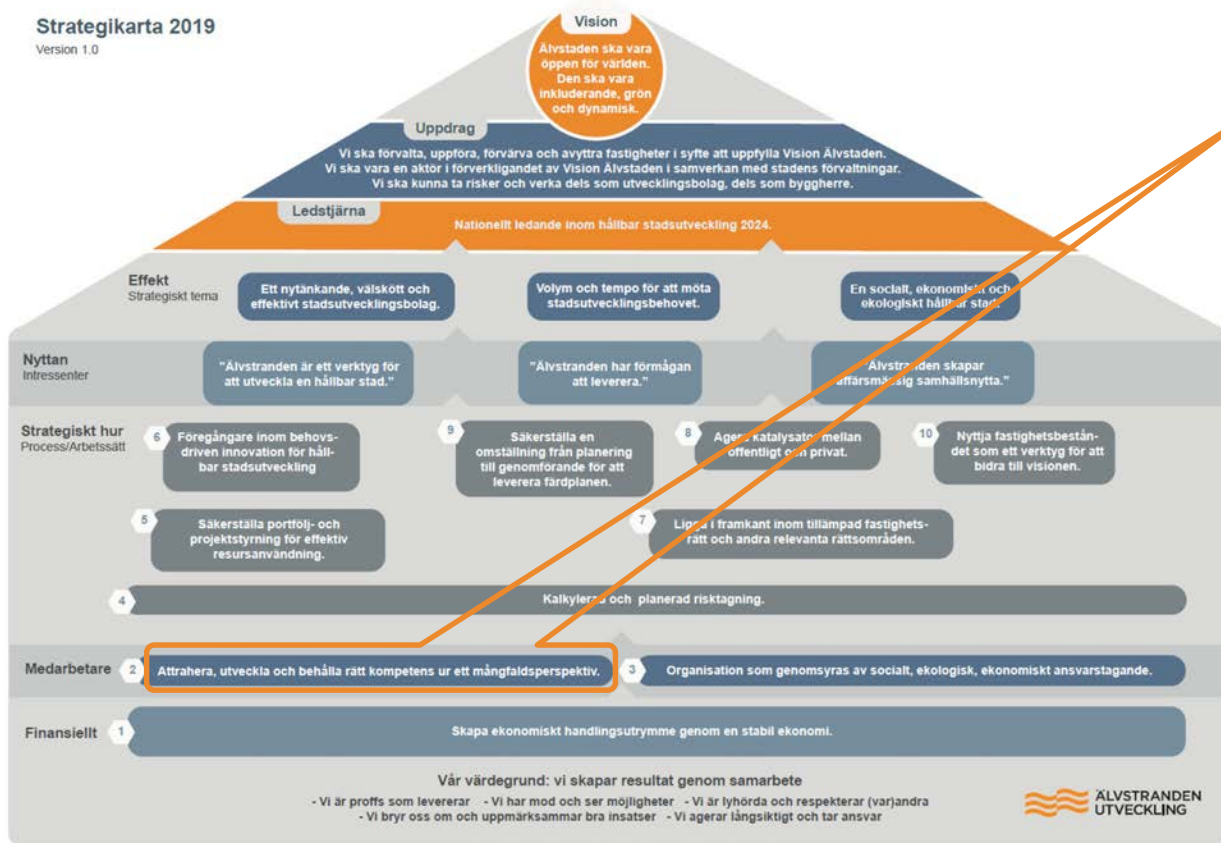 Strategikarta 2019
Version 1.0
Vision
Älvstaden ska vara
öppen för världen.
Den ska vara
inkluderande, grön
och dynamisk.
Uppdrag
Vi ska förvalta, uppföra, förvärva och avyttra fastigheter i syfte att uppfylla Vision Älvstaden.
Vi ska vara en aktör i förverkligandet av Vision Älvstaden i samverkan med stadens förvaltningar.
Vi ska kunna ta risker och verka dels som utvecklingsbolag, dels som byggherre.
Ledstjärna
Nationellt ledande inom hållbar stadsutveckling 2024.
Effekt
Strategiskt tema
Ett nytänkande, välskött och
effektivt stadsutvecklingsbolag.
Volym och tempo för att möta
stadsutvecklingsbehovet.
En socialt, ekonomiskt och
ekologiskt hållbar stad.
Nyttan
Intressenter
"Älvstranden är ett verktyg för
att utveckla en hållbar stad."
"Älvstranden har förmågan
att leverera."
"Älvstranden skapar
affärsmässig samhällsnytta."
Strategiskt hur
Process/Arbetssätt
6
Föregångare inom behovs-
driven innovation för håll-
bar stadsutveckling
9
Säkerställa en
omställning från planering
till genomförande för att
leverera färdplanen.
8
Agera katalysator mellan
offentligt och privat.
10
Nyttja fastighetsbestån-
det som ett verktyg för att
bidra till visionen.
5
Säkerställa portfölj- och
projektstyrning för effektiv
resursanvändning.
7
Ligga i framkant inom tillämpad fastighets-
rätt och andra relevanta rättsområden.
4
Kalkylerad och planerad risktagning.
Medarbetare
2
Attrahera, utveckla och behålla rätt kompetens ur ett mångfaldsperspektiv.
3
Organisation som genomsyras av socialt, ekologisk, ekonomiskt ansvarstagande.
Finansiellt
1
Skapa ekonomiskt handlingsutrymme genom en stabil ekonomi.
Vår värdegrund: vi skapar resultat genom samarbete
- Vi är proffs som levererar - Vi har mod och ser möjligheter - Vi är lyhörda och respekterar (var)andra
- Vi bryr oss om och uppmärksammar bra insatser - Vi agerar långsiktigt och tar ansvar
ÄLVSTRANDEN
UTVECKLING